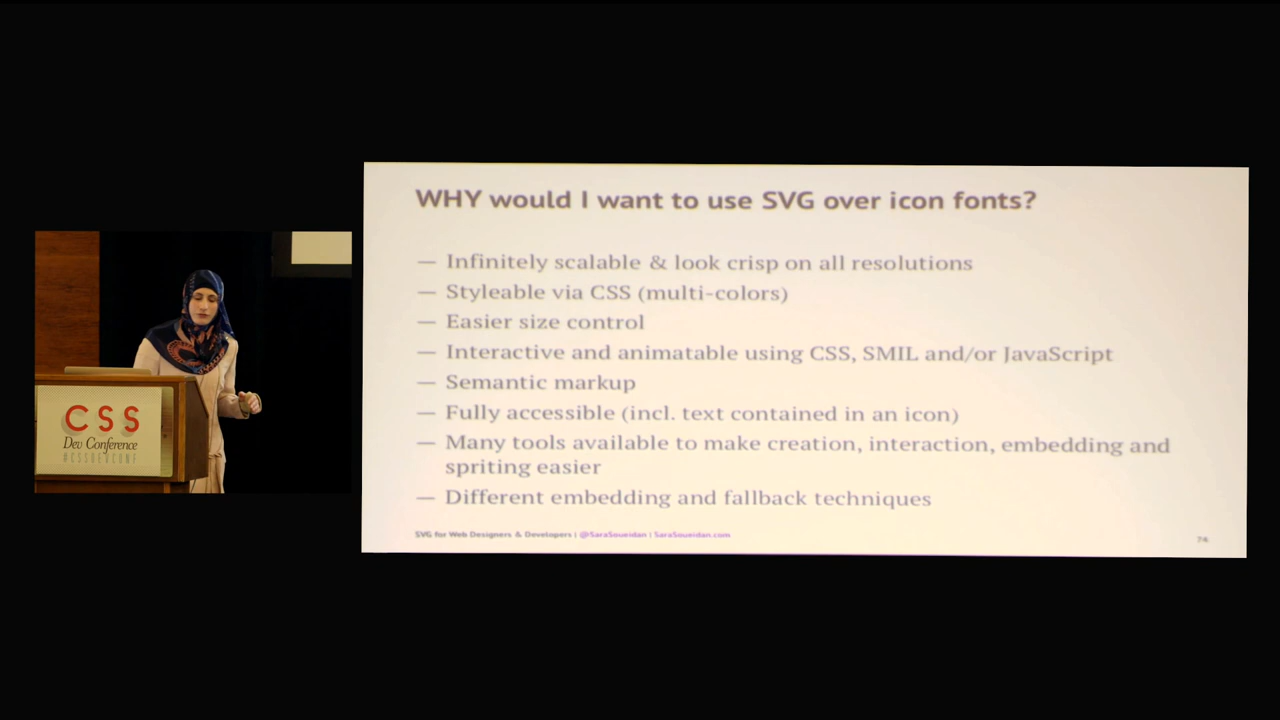 WHY would I want to use SVG over icon fonts?
— Infinitely scalable & look crisp on all resolutions
— Styleable via CSS (multi-colors)
— Easier size control
— Interactive and animatable using CSS, SMIL and/or JavaScript
— Semantic markup
— Fully accessible (incl. text contained in an icon)
— Many tools available to make creation, interaction, embedding and
spriting easier
— Different embedding and fallback techniques
SVG for Web Designers & Developers | @SaraSoueidan | SaraSoueidan.com
74
CSS
Dev Conference
#CSSDEVCONF